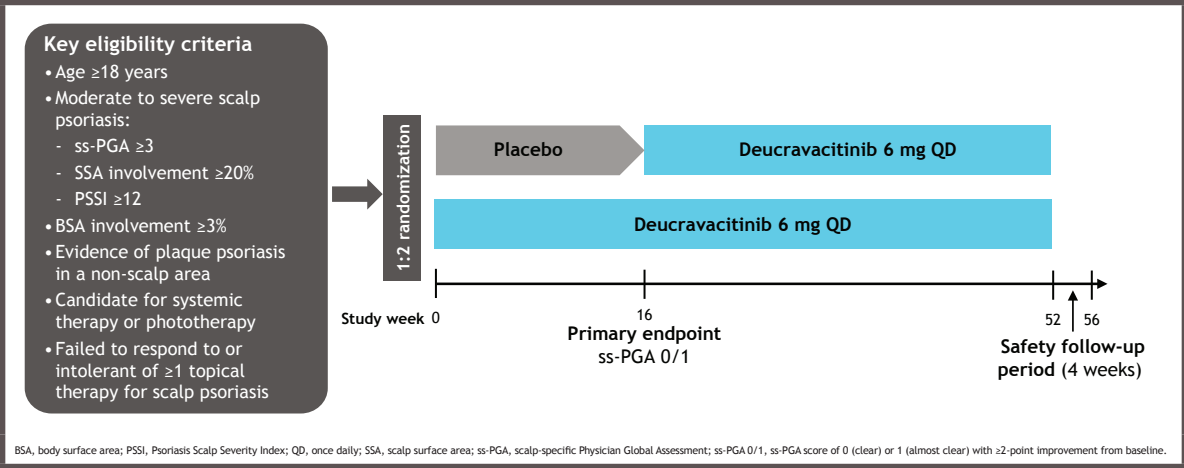 Key eligibility criteria
• Age ≥18 years
• Moderate to severe scalp
psoriasis:
- ss-PGA ≥3
- SSA involvement ≥20%
- PSSI ≥12
• BSA involvement ≥3%
• Evidence of plaque psoriasis
in a non-scalp area
• Candidate for systemic
therapy or phototherapy
• Failed to respond to or
intolerant of ≥1 topical
therapy for scalp psoriasis
1:2 randomization
Placebo
Deucravacitinib 6 mg QD
Deucravacitinib 6 mg QD
Study week 0
16
52
56
Primary endpoint
ss-PGA 0/1
Safety follow-up
period (4 weeks)
BSA, body surface area; PSSI, Psoriasis Scalp Severity Index; QD, once daily; SSA, scalp surface area; ss-PGA, scalp-specific Physician Global Assessment; ss-PGA 0/1, ss-PGA score of 0 (clear) or 1 (almost clear) with ≥2-point improvement from baseline.